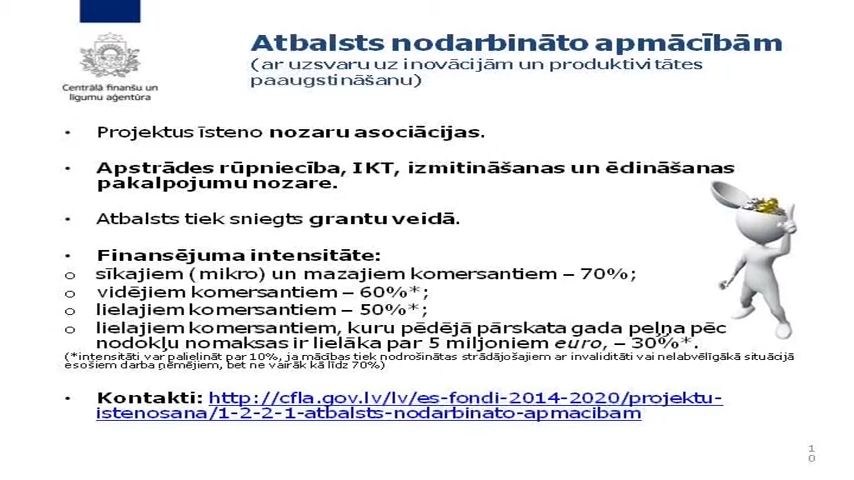 Centrālā finanšu un
līgumu aģentūra
Atbalsts nodarbināto apmācībām
(ar uzsvaru uz inovācijām un produktivitātes
paaugstināšanu)
• Projektus īsteno nozaru asociācijas.
• Apstrādes rūpniecība, IKT, izmitināšanas un ēdināšanas
pakalpojumu nozare.
• Atbalsts tiek sniegts grantu veidā.
• Finansējuma intensitāte:
o sīkajiem (mikro) un mazajiem komersantiem – 70%;
o vidējiem komersantiem – 60%*;
o lielajiem komersantiem – 50%*;
o lielajiem komersantiem, kuru pēdējā pārskata gada peļņa pēc
nodokļu nomaksas ir lielāka par 5 miljoniem euro, – 30%*.
(*intensitāti var palielināt par 10%, ja mācības tiek nodrošinātas strādājošajiem ar invaliditāti vai nelabvēlīgākā situācijā
esošiem darba ņēmējiem, bet ne vairāk kā līdz 70%)
• Kontakti: http://cfla.gov.lv/lv/es-fondi-2014-2020/projektu-
istenosana/1-2-2-1-atbalsts-nodarbinato-apmacibam
1
0